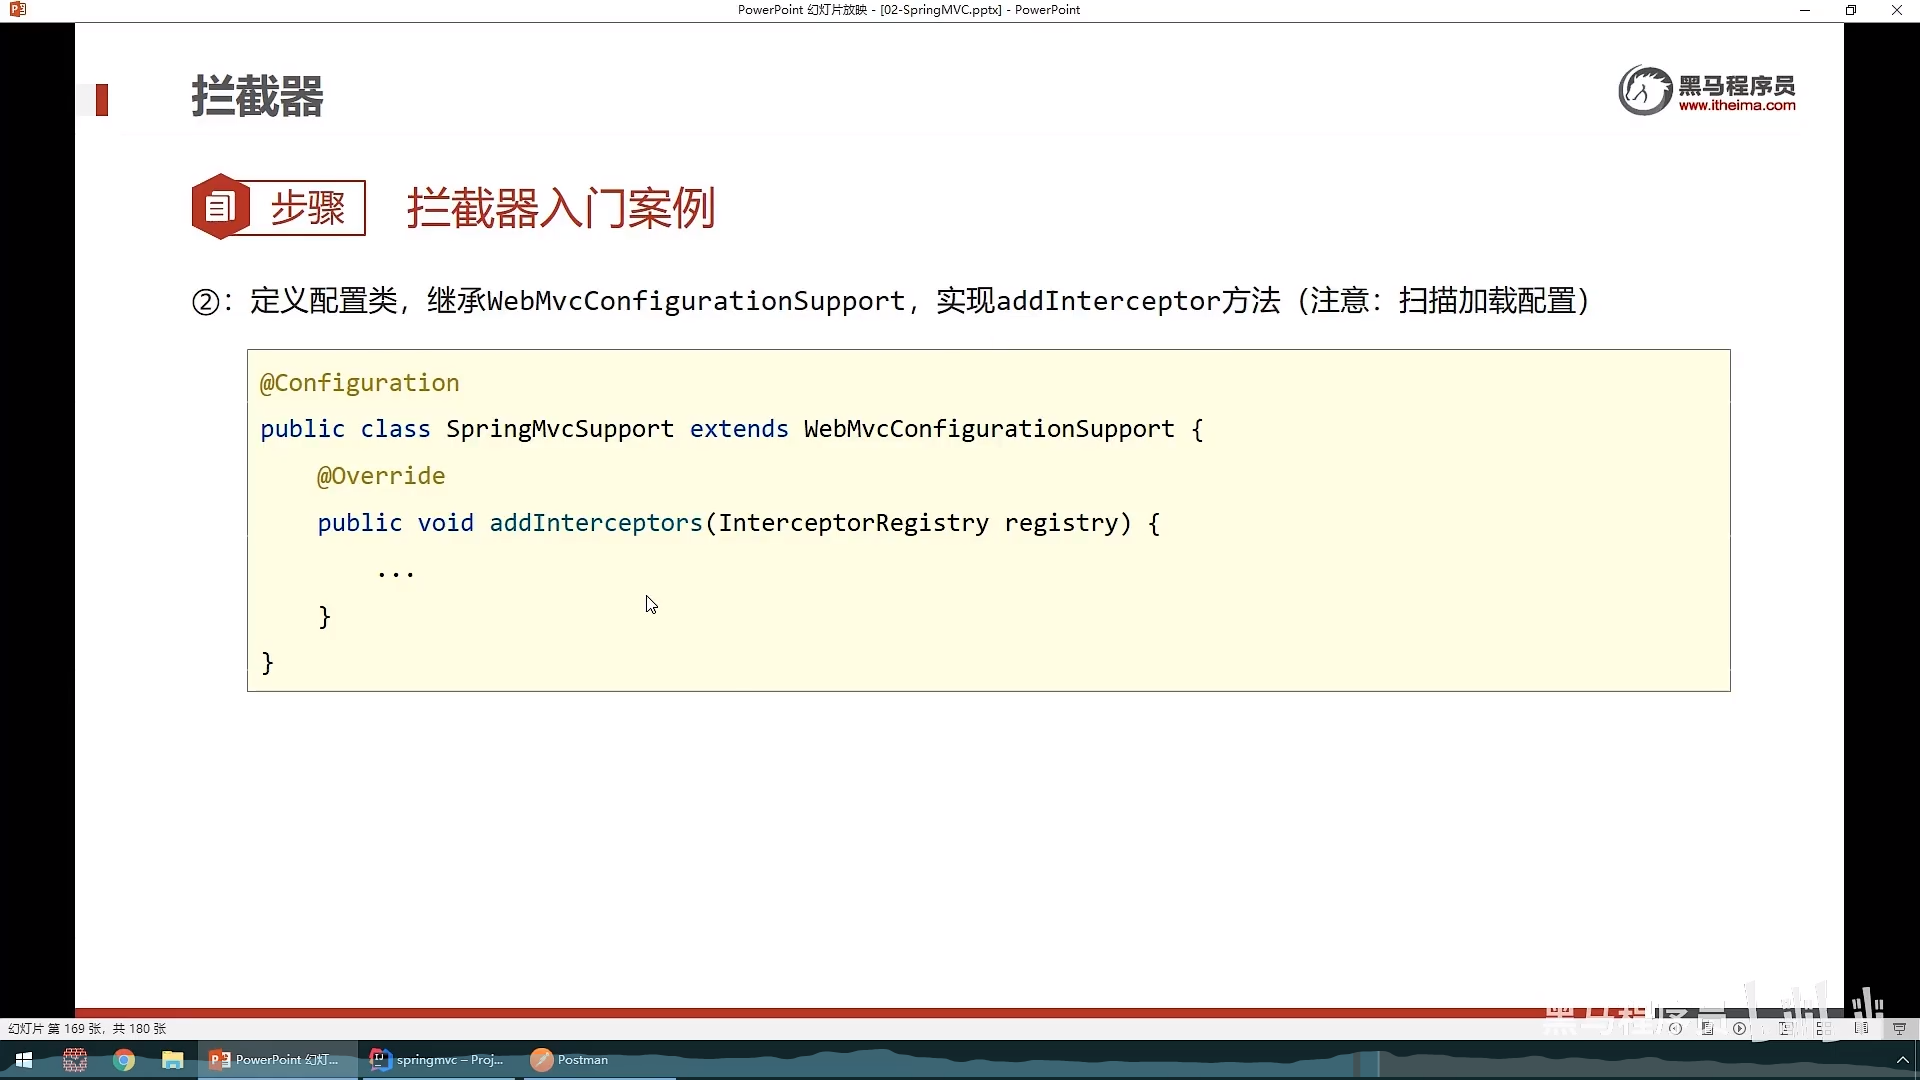 PowerPoint 幻灯片放映 - [02-SpringMVC.pptx] - PowerPoint
拦截器
黑马程序员
www.itheima.com
步骤
拦截器入门案例
②：定义配置类，继承WebMvcConfigurationSupport，实现addInterceptor方法（注意：扫描加载配置）
@Configuration
public class SpringMvcSupport extends WebMvcConfigurationSupport {
@Override
public void addInterceptors(InterceptorRegistry registry) {
...
}
}
幻灯片 第 169 张，共 180 张
黑马程序员
PowerPoint 幻灯...
springmvc – Proj...
Postman